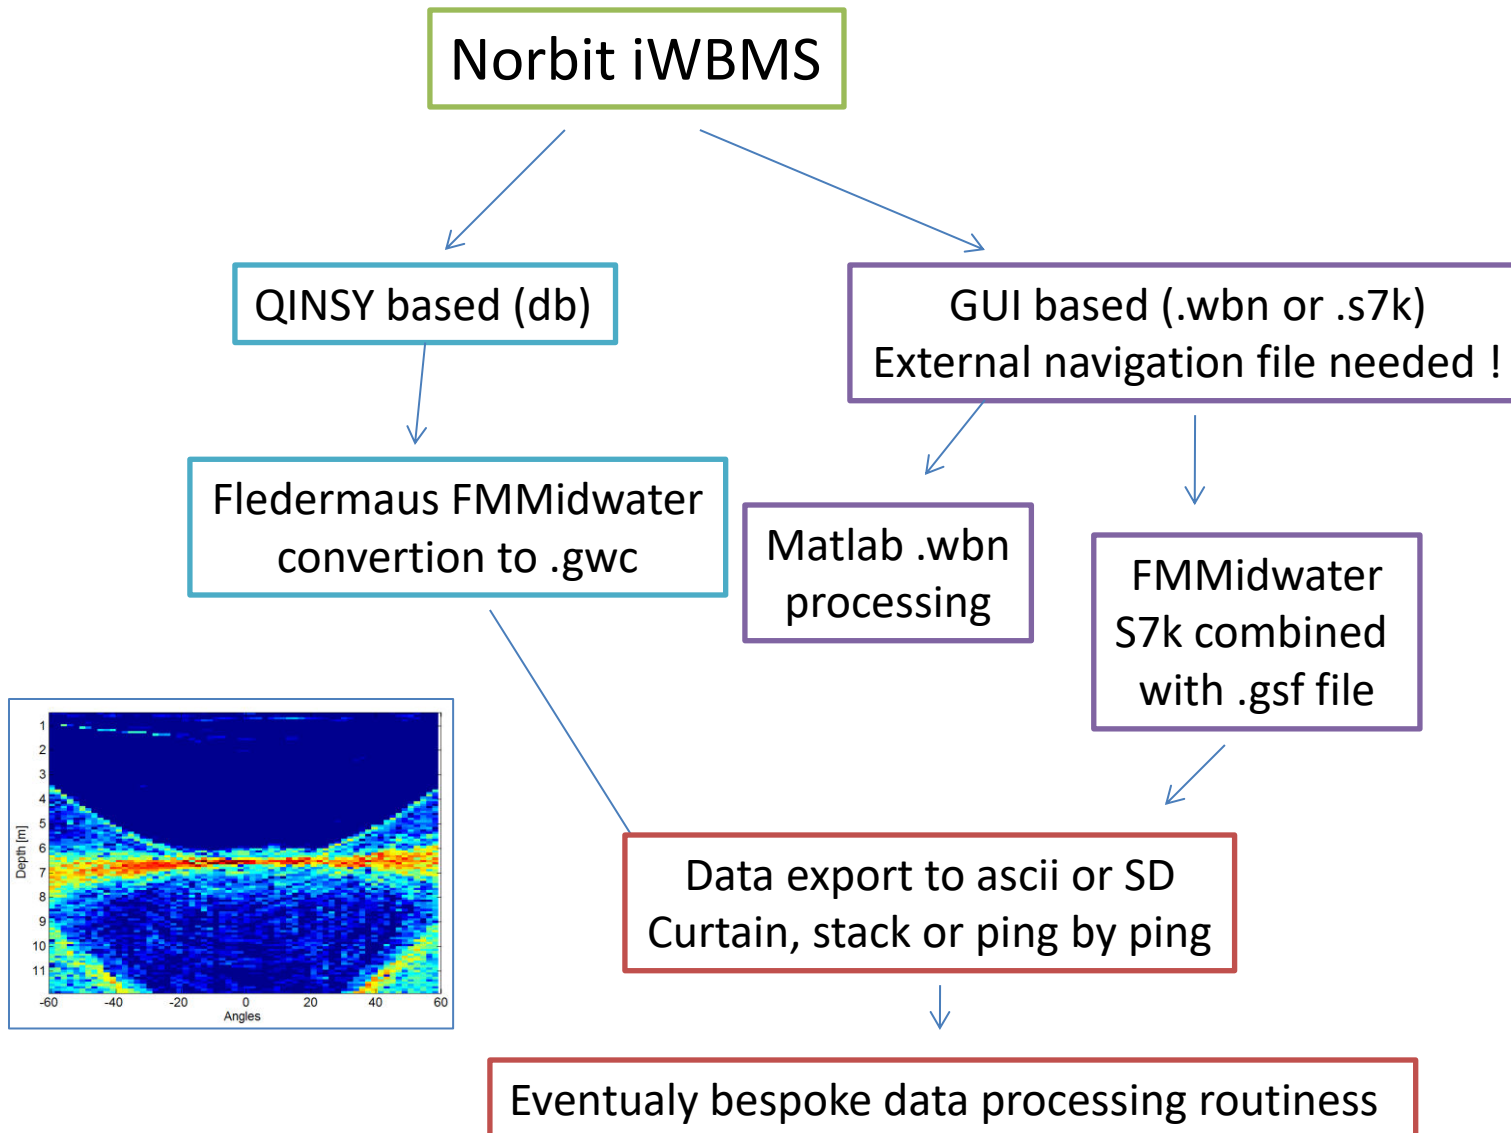 Norbit iWBMS
QINSY based (db)
GUI based (.wbn or .s7k)
External navigation file needed !
Fledermaus FMMidwater
convertion to .gwc
Matlab .wbn
processing
FMMidwater
S7k combined
with .gsf file
1
2
3
4
5
6
7
8
9
10
11
Depth [m]
-60 -40 -20 0 20 40 60
Angles
Data export to ascii or SD
Curtain, stack or ping by ping
Eventualy bespoke data processing routiness